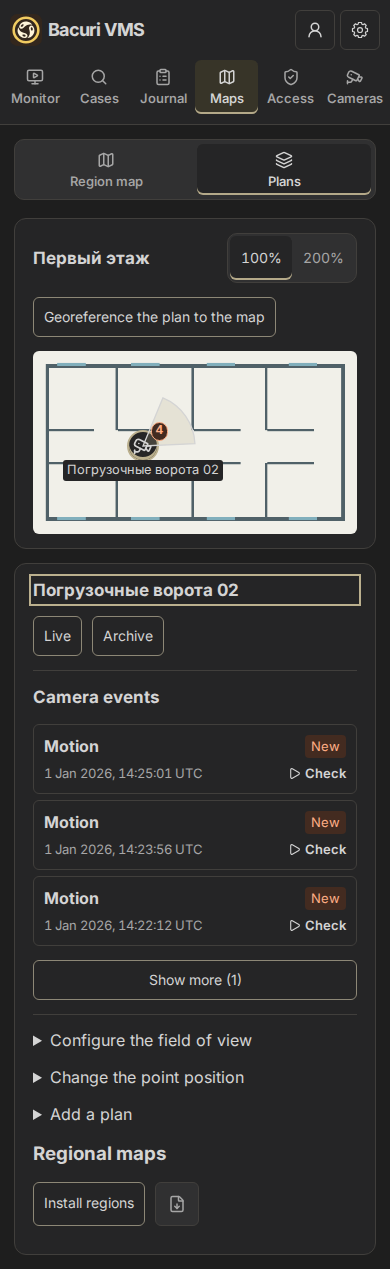 Bacuri VMS
Monitor Cases Journal Maps Access Cameras
Region map Plans
Первый этаж 100% 200%
Georeference the plan to the map
4
Погрузочные ворота 02
Погрузочные ворота 02
Live Archive
Camera events
Motion New
1 Jan 2026, 14:25:01 UTC Check
Motion New
1 Jan 2026, 14:23:56 UTC Check
Motion New
1 Jan 2026, 14:22:12 UTC Check
Show more (1)
Configure the field of view
Change the point position
Add a plan
Regional maps
Install regions